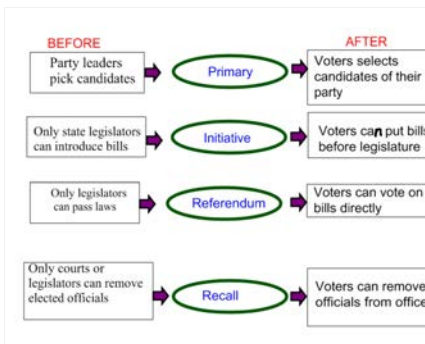 BEFORE
AFTER
Party leaders
pick candidates
Primary
Voters selects
candidates of their
party
Only state legislators
can introduce bills
Initiative
Voters can put bills
before legislature
Only legislators
can pass laws
Referendum
Voters can vote on
bills directly
Only courts or
legislators can remove
elected officials
Recall
Voters can remove
officials from office